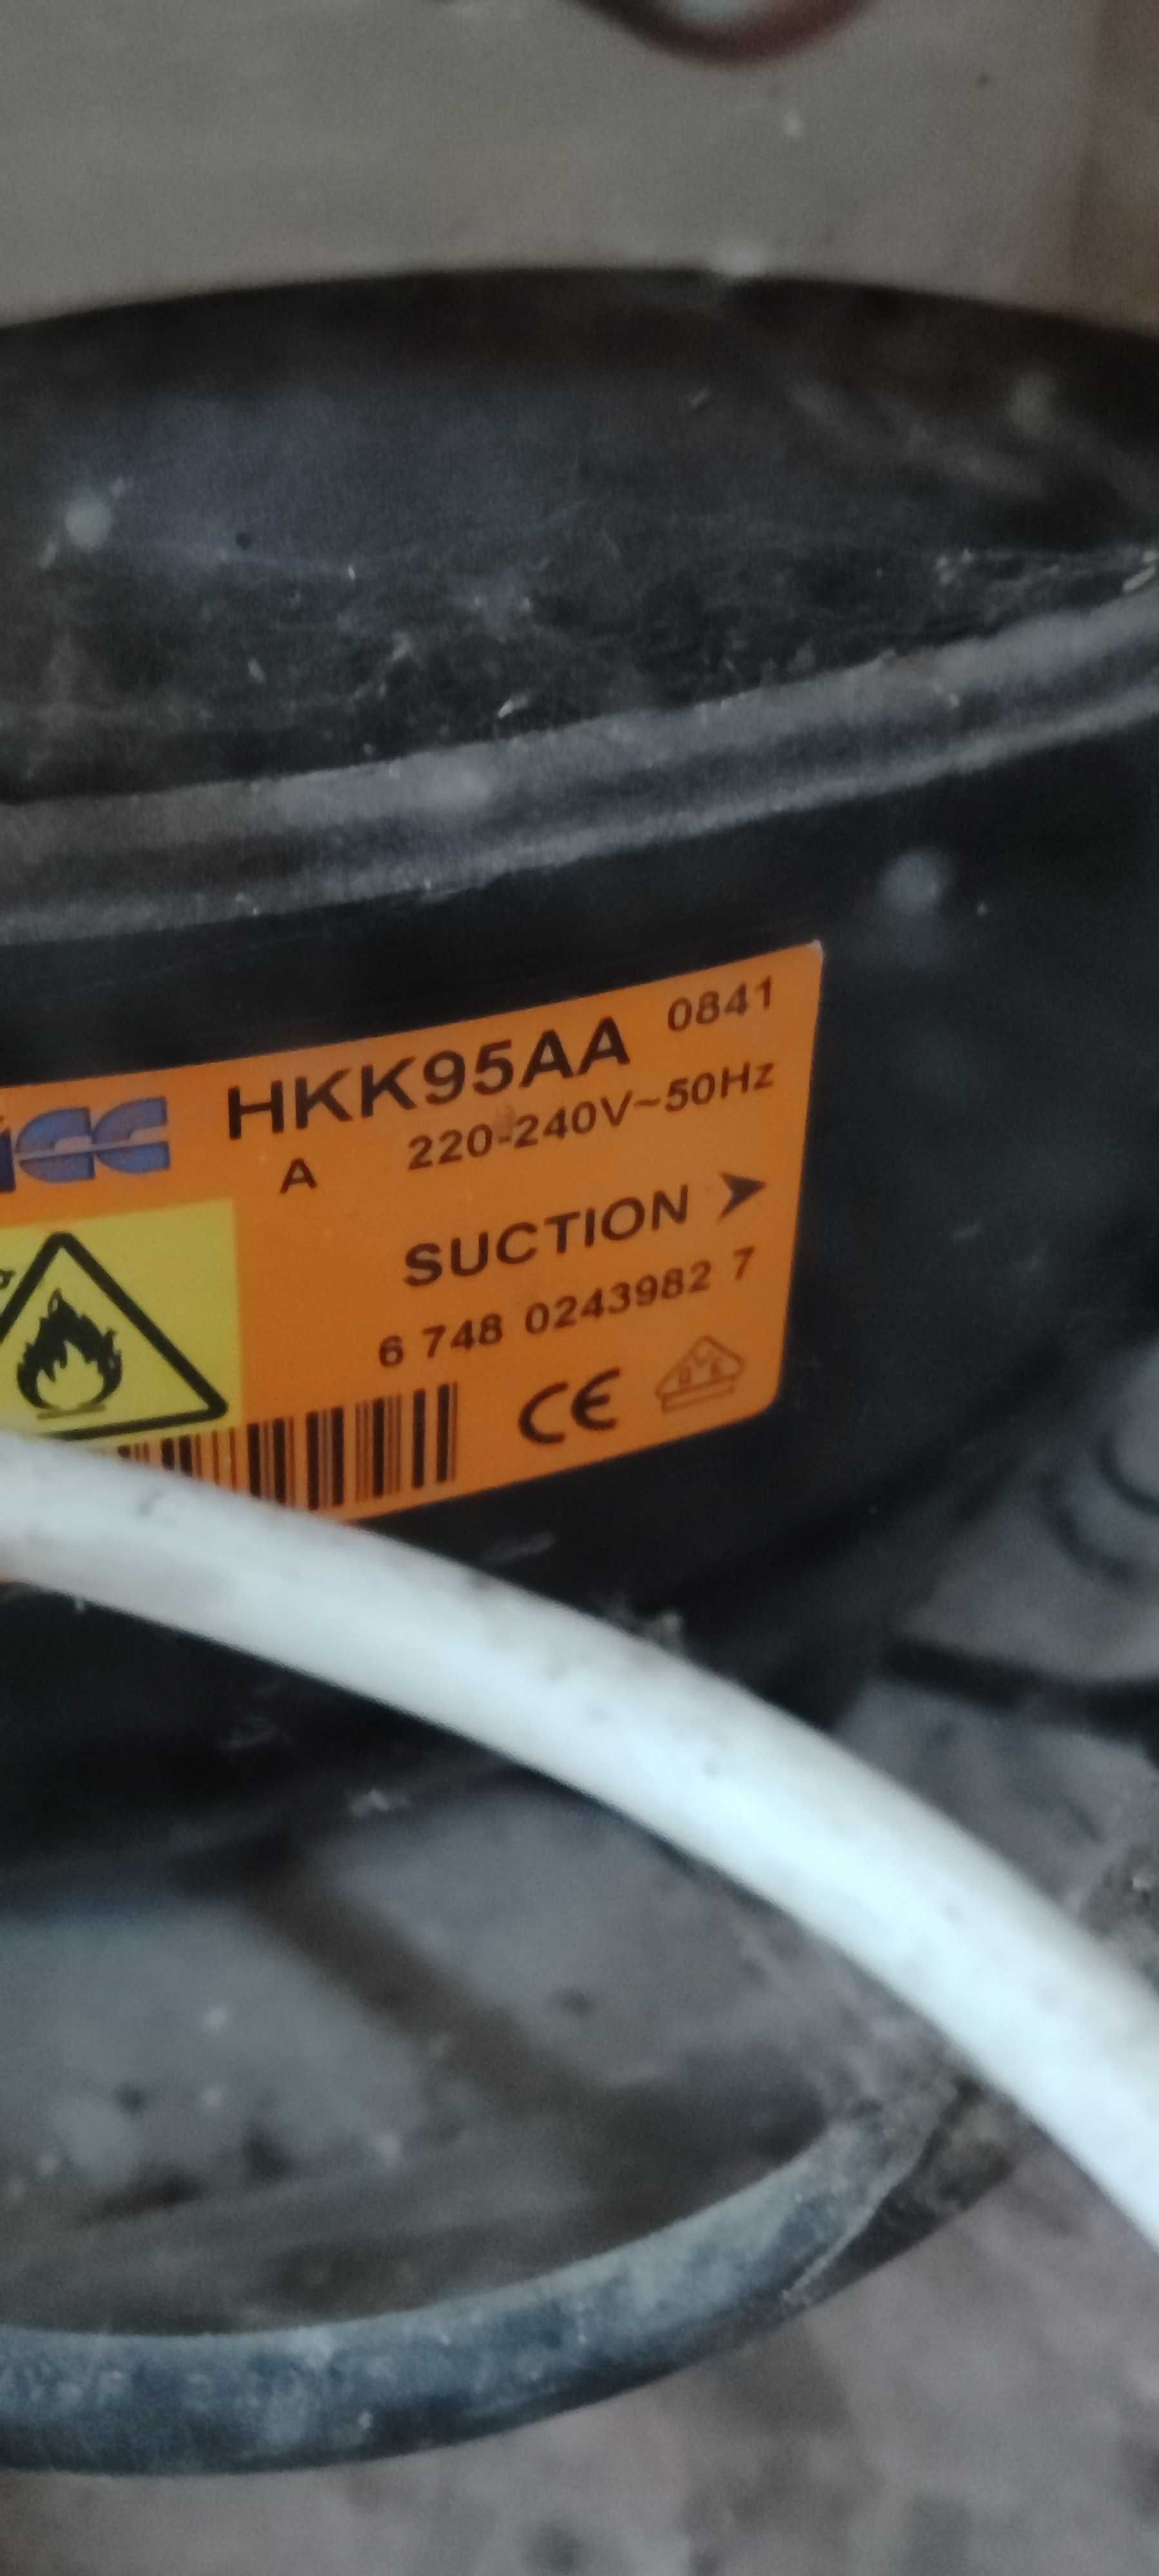 HKK95AA 0841
A 220-240V~50Hz
SUCTION ➤
6 748 0243982 7
CE